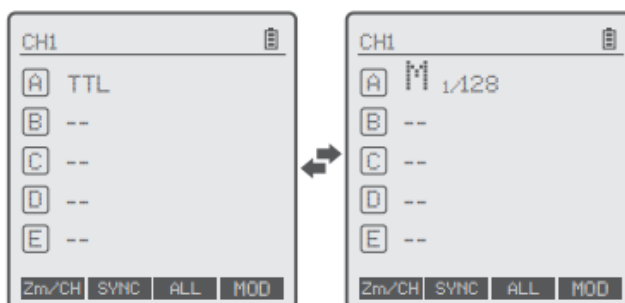 CH1
A TTL
B --
C --
D --
E --
Zm/CH SYNC ALL MOD
CH1
A M 1/128
B --
C --
D --
E --
Zm/CH SYNC ALL MOD